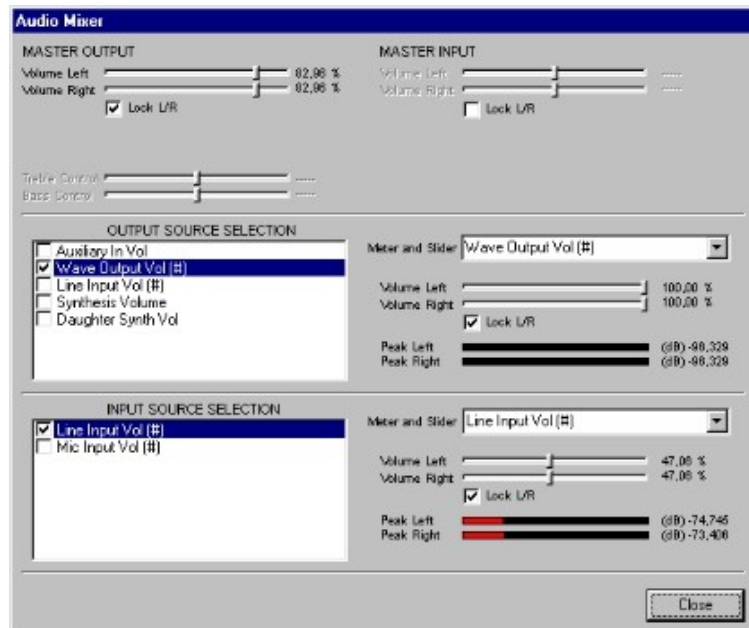 Audio Mixer
MASTER OUTPUT
Volume Left 82,96 %
Volume Right 82,96 %
Lock L/R
MASTER INPUT
Volume Left -----
Volume Right -----
Lock L/R
Treble Control -----
Bass Control -----
OUTPUT SOURCE SELECTION
Auxiliary In Vol
Wave Output Vol (#)
Line Input Vol (#)
Synthesis Volume
Daughter Synth Vol
Meter and Slider Wave Output Vol (#)
Volume Left 100,00 %
Volume Right 100,00 %
Lock L/R
Peak Left (dB) -98,329
Peak Right (dB) -98,329
INPUT SOURCE SELECTION
Line Input Vol (#)
Mic Input Vol (#)
Meter and Slider Line Input Vol (#)
Volume Left 47,06 %
Volume Right 47,06 %
Lock L/R
Peak Left (dB) -74,745
Peak Right (dB) -73,406
Close